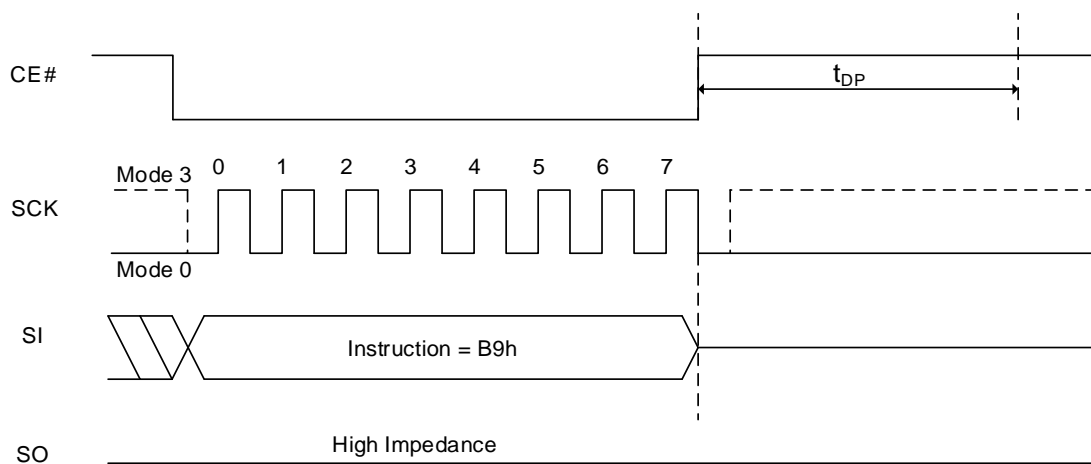 CE#
tDP
Mode 3
0 1 2 3 4 5 6 7
SCK
Mode 0
SI
Instruction = B9h
SO
High Impedance